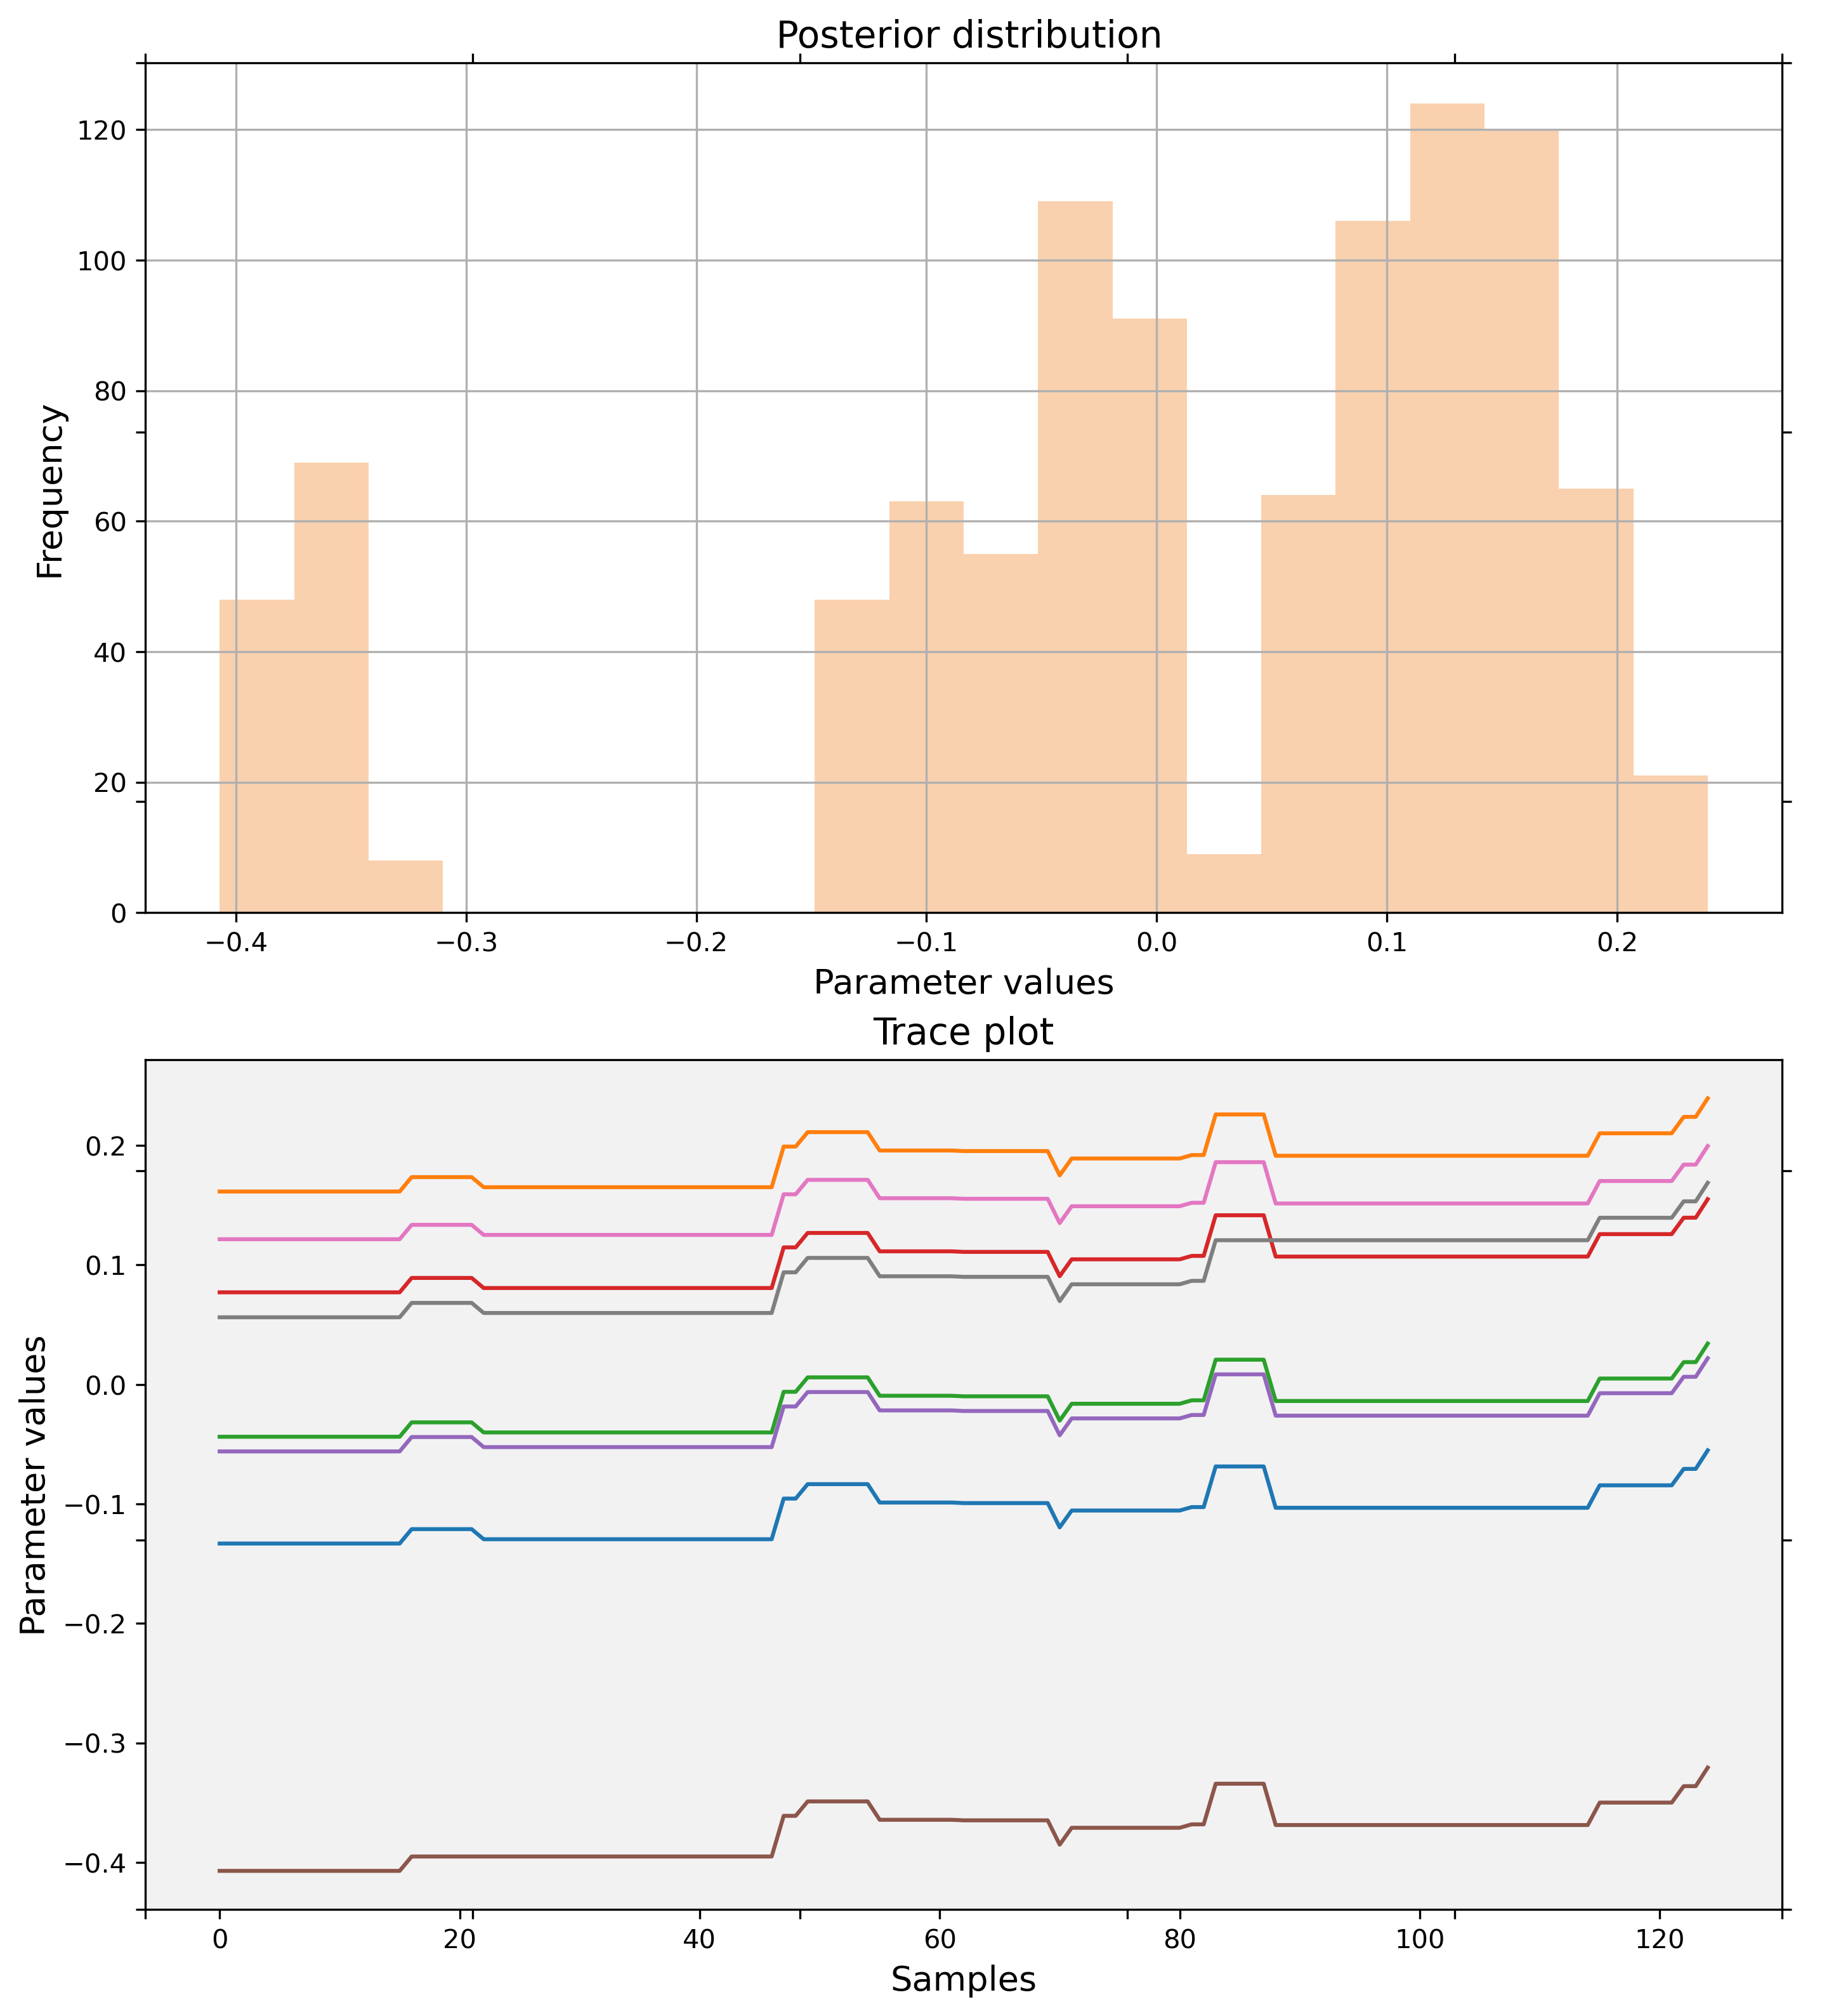 Posterior distribution
120
100
80
60
40
20
0
Frequency
−0.4 −0.3 −0.2 −0.1 0.0 0.1 0.2
Parameter values
Trace plot
0.2
0.1
0.0
−0.1
−0.2
−0.3
−0.4
Parameter values
0 20 40 60 80 100 120
Samples